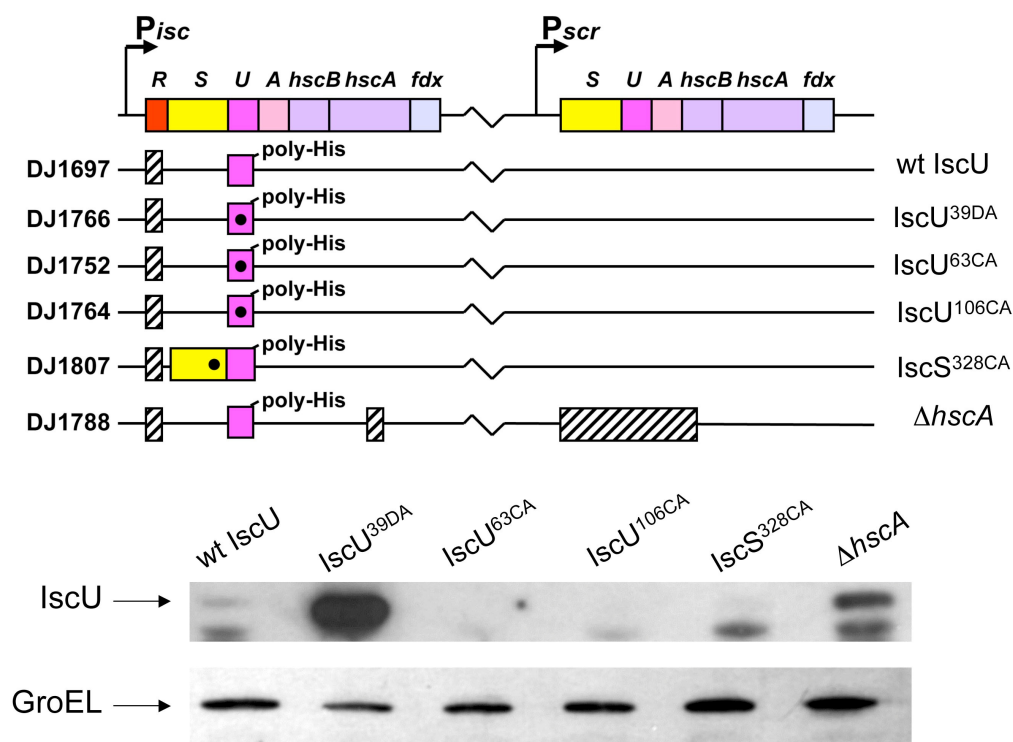 Pisc Pscr
R S U A hscB hscA fdx S U A hscB hscA fdx
DJ1697 poly-His wt IscU
DJ1766 poly-His IscU39DA
DJ1752 poly-His IscU63CA
DJ1764 poly-His IscU106CA
DJ1807 poly-His IscS328CA
DJ1788 poly-His ΔhscA
wt IscU IscU39DA IscU63CA IscU106CA IscS328CA ΔhscA
IscU
GroEL